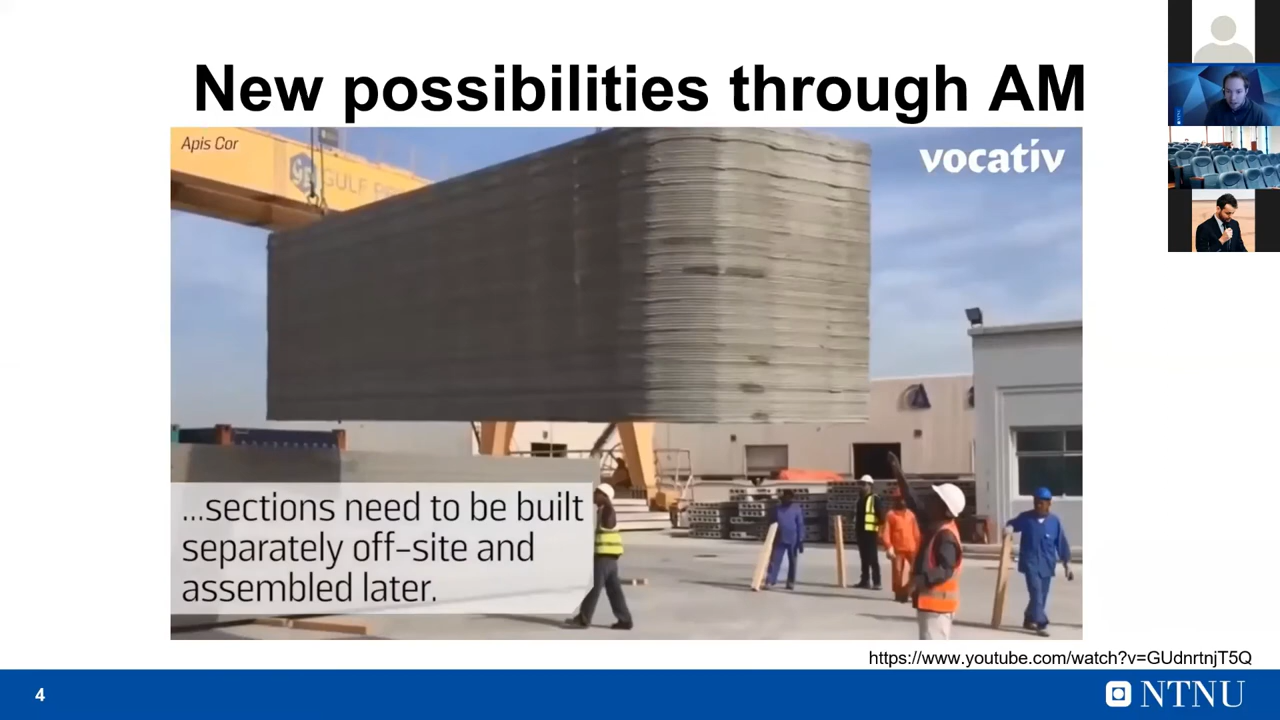 New possibilities through AM
Apis Cor
vocativ
GULF
...sections need to be built
separately off-site and
assembled later.
https://www.youtube.com/watch?v=GUdnrtnjT5Q
4
NTNU